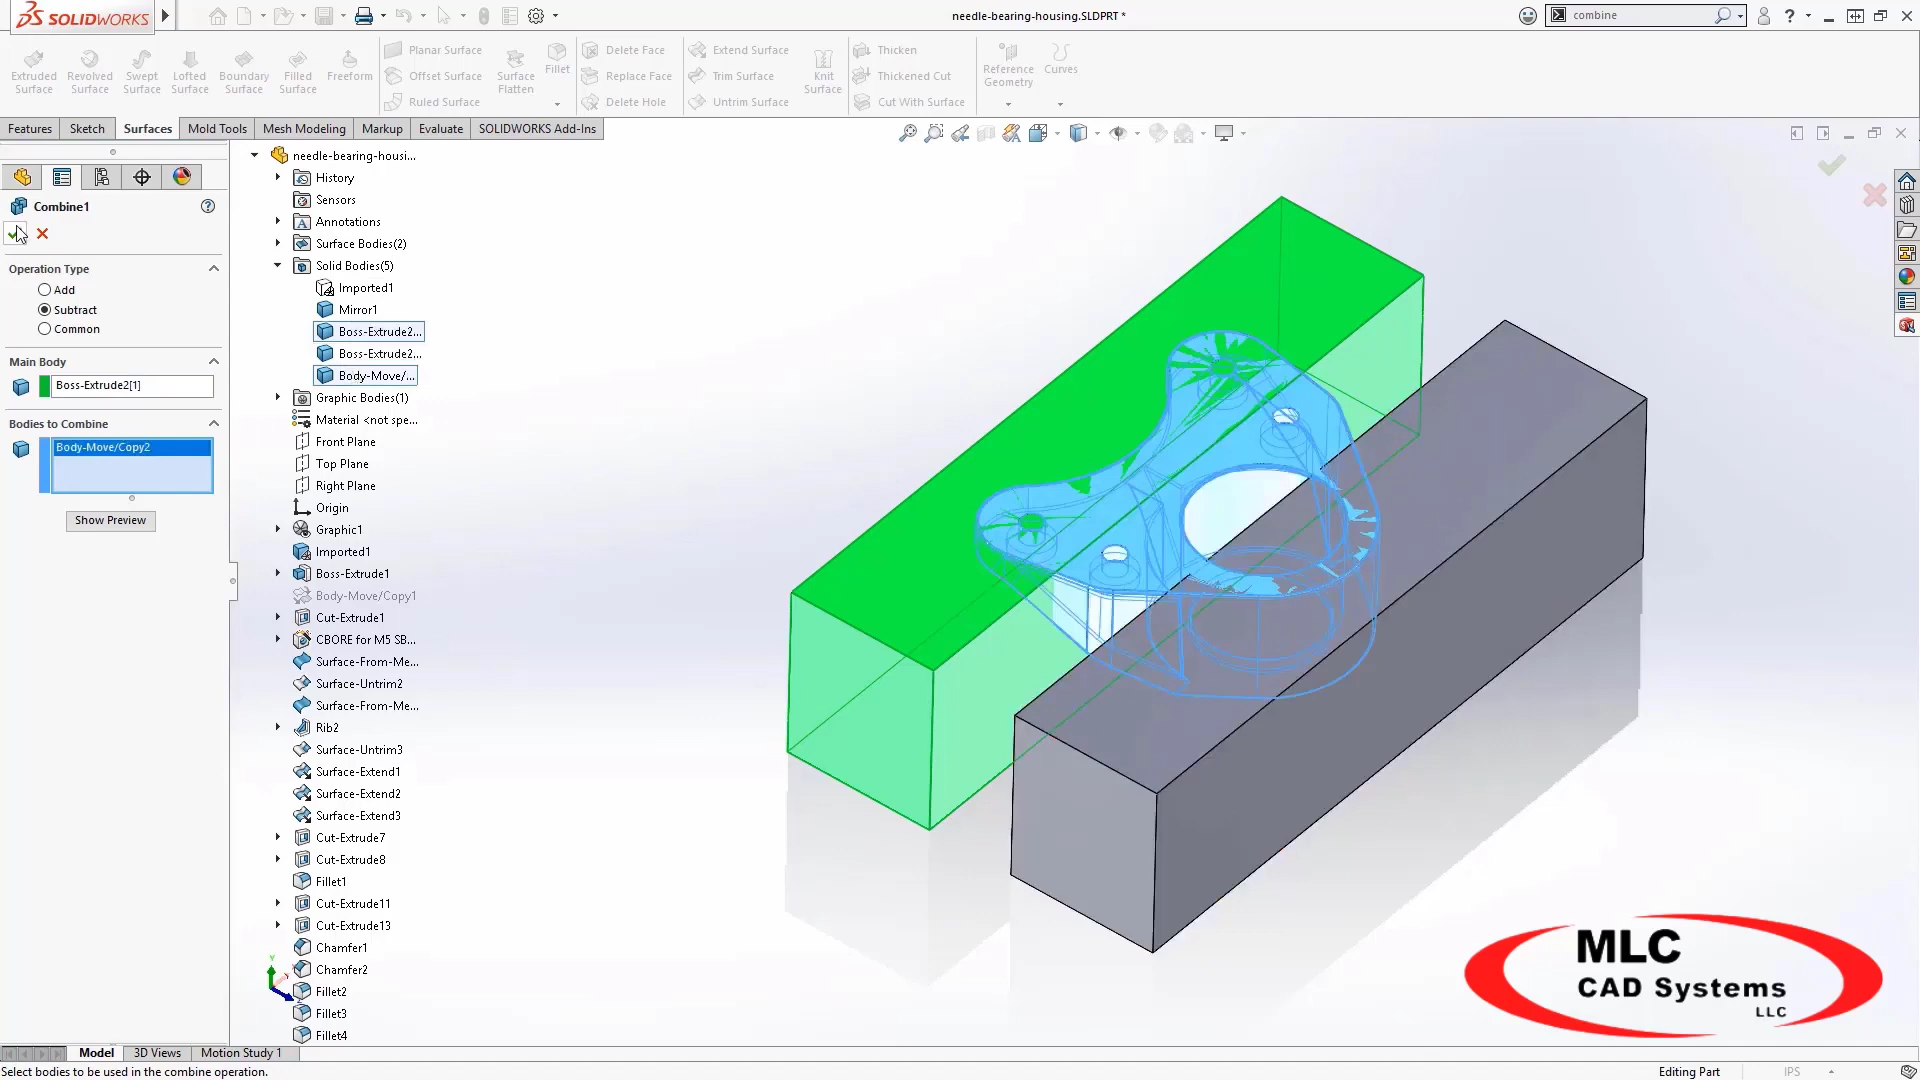 SOLIDWORKS
needle-bearing-housing.SLDPRT *
combine
Extruded Surface
Revolved Surface
Swept Surface
Lofted Surface
Boundary Surface
Filled Surface
Freeform
Planar Surface
Offset Surface
Ruled Surface
Surface Flatten
Fillet
Delete Face
Replace Face
Delete Hole
Extend Surface
Trim Surface
Untrim Surface
Knit Surface
Thicken
Thickened Cut
Cut With Surface
Reference Geometry
Curves
Features Sketch Surfaces Mold Tools Mesh Modeling Markup Evaluate SOLIDWORKS Add-Ins
Combine1
Operation Type
Add
Subtract
Common
Main Body
Boss-Extrude2[1]
Bodies to Combine
Body-Move/Copy2
Show Preview
needle-bearing-housi...
History
Sensors
Annotations
Surface Bodies(2)
Solid Bodies(5)
Imported1
Mirror1
Boss-Extrude2...
Boss-Extrude2...
Body-Move/...
Graphic Bodies(1)
Material <not spe...
Front Plane
Top Plane
Right Plane
Origin
Graphic1
Imported1
Boss-Extrude1
Body-Move/Copy1
Cut-Extrude1
CBORE for M5 SB...
Surface-From-Me...
Surface-Untrim2
Surface-From-Me...
Rib2
Surface-Untrim3
Surface-Extend1
Surface-Extend2
Surface-Extend3
Cut-Extrude7
Cut-Extrude8
Fillet1
Cut-Extrude11
Cut-Extrude13
Chamfer1
Chamfer2
Fillet2
Fillet3
Fillet4
MLC
CAD Systems
LLC
Model 3D Views Motion Study 1
Select bodies to be used in the combine operation.
Editing Part
IPS